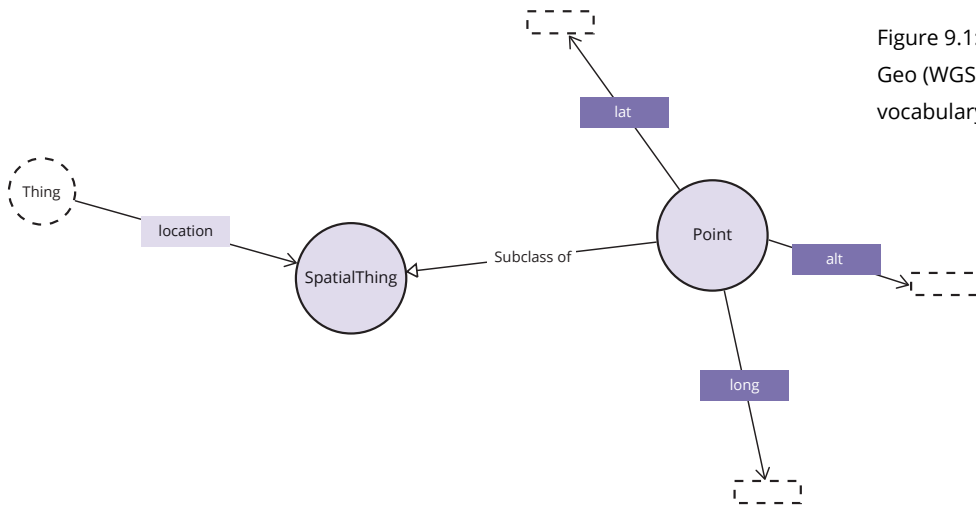 Figure 9.1:
Geo (WGS
vocabulary
lat
Thing
location
SpatialThing
Subclass of
Point
alt
long